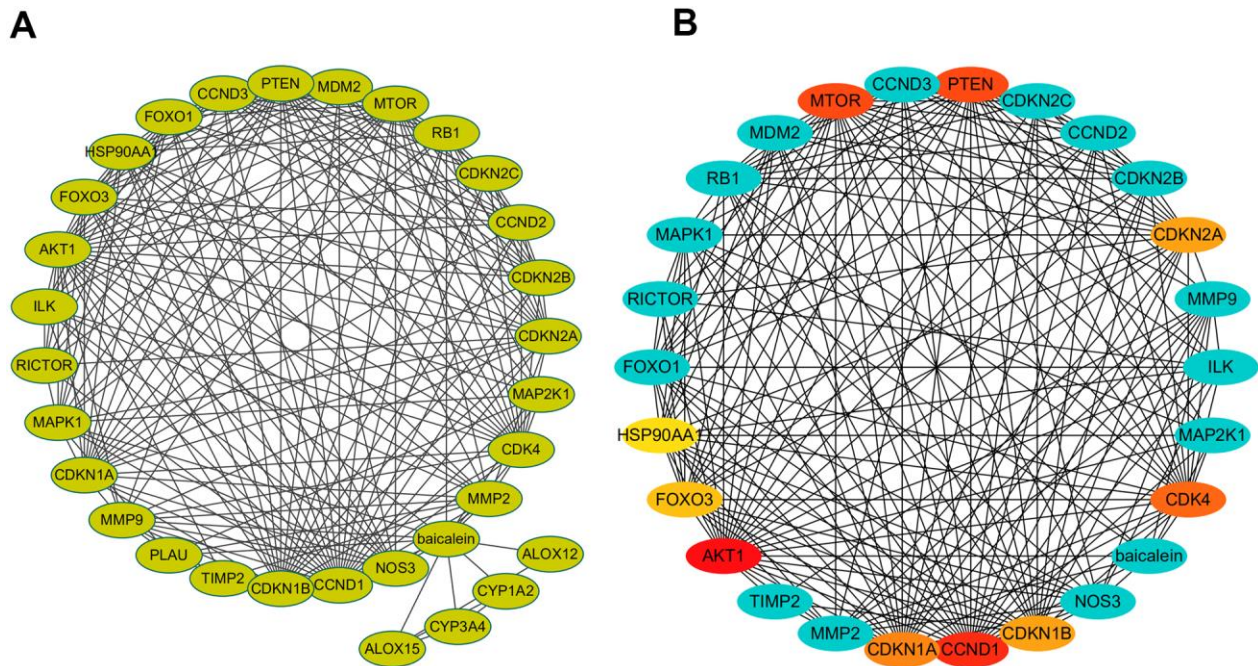 A
PTEN
MDM2
CCND3
MTOR
FOXO1
RB1
HSP90AA1
CDKN2C
FOXO3
CCND2
AKT1
CDKN2B
ILK
CDKN2A
RICTOR
MAP2K1
MAPK1
CDK4
CDKN1A
MMP2
MMP9
baicalein
PLAU
ALOX12
TIMP2
NOS3
CDKN1B
CCND1
CYP1A2
CYP3A4
ALOX15
B
CCND3
PTEN
MTOR
CDKN2C
MDM2
CCND2
RB1
CDKN2B
MAPK1
CDKN2A
RICTOR
MMP9
FOXO1
ILK
HSP90AA1
MAP2K1
FOXO3
CDK4
AKT1
baicalein
TIMP2
NOS3
MMP2
CDKN1B
CDKN1A
CCND1